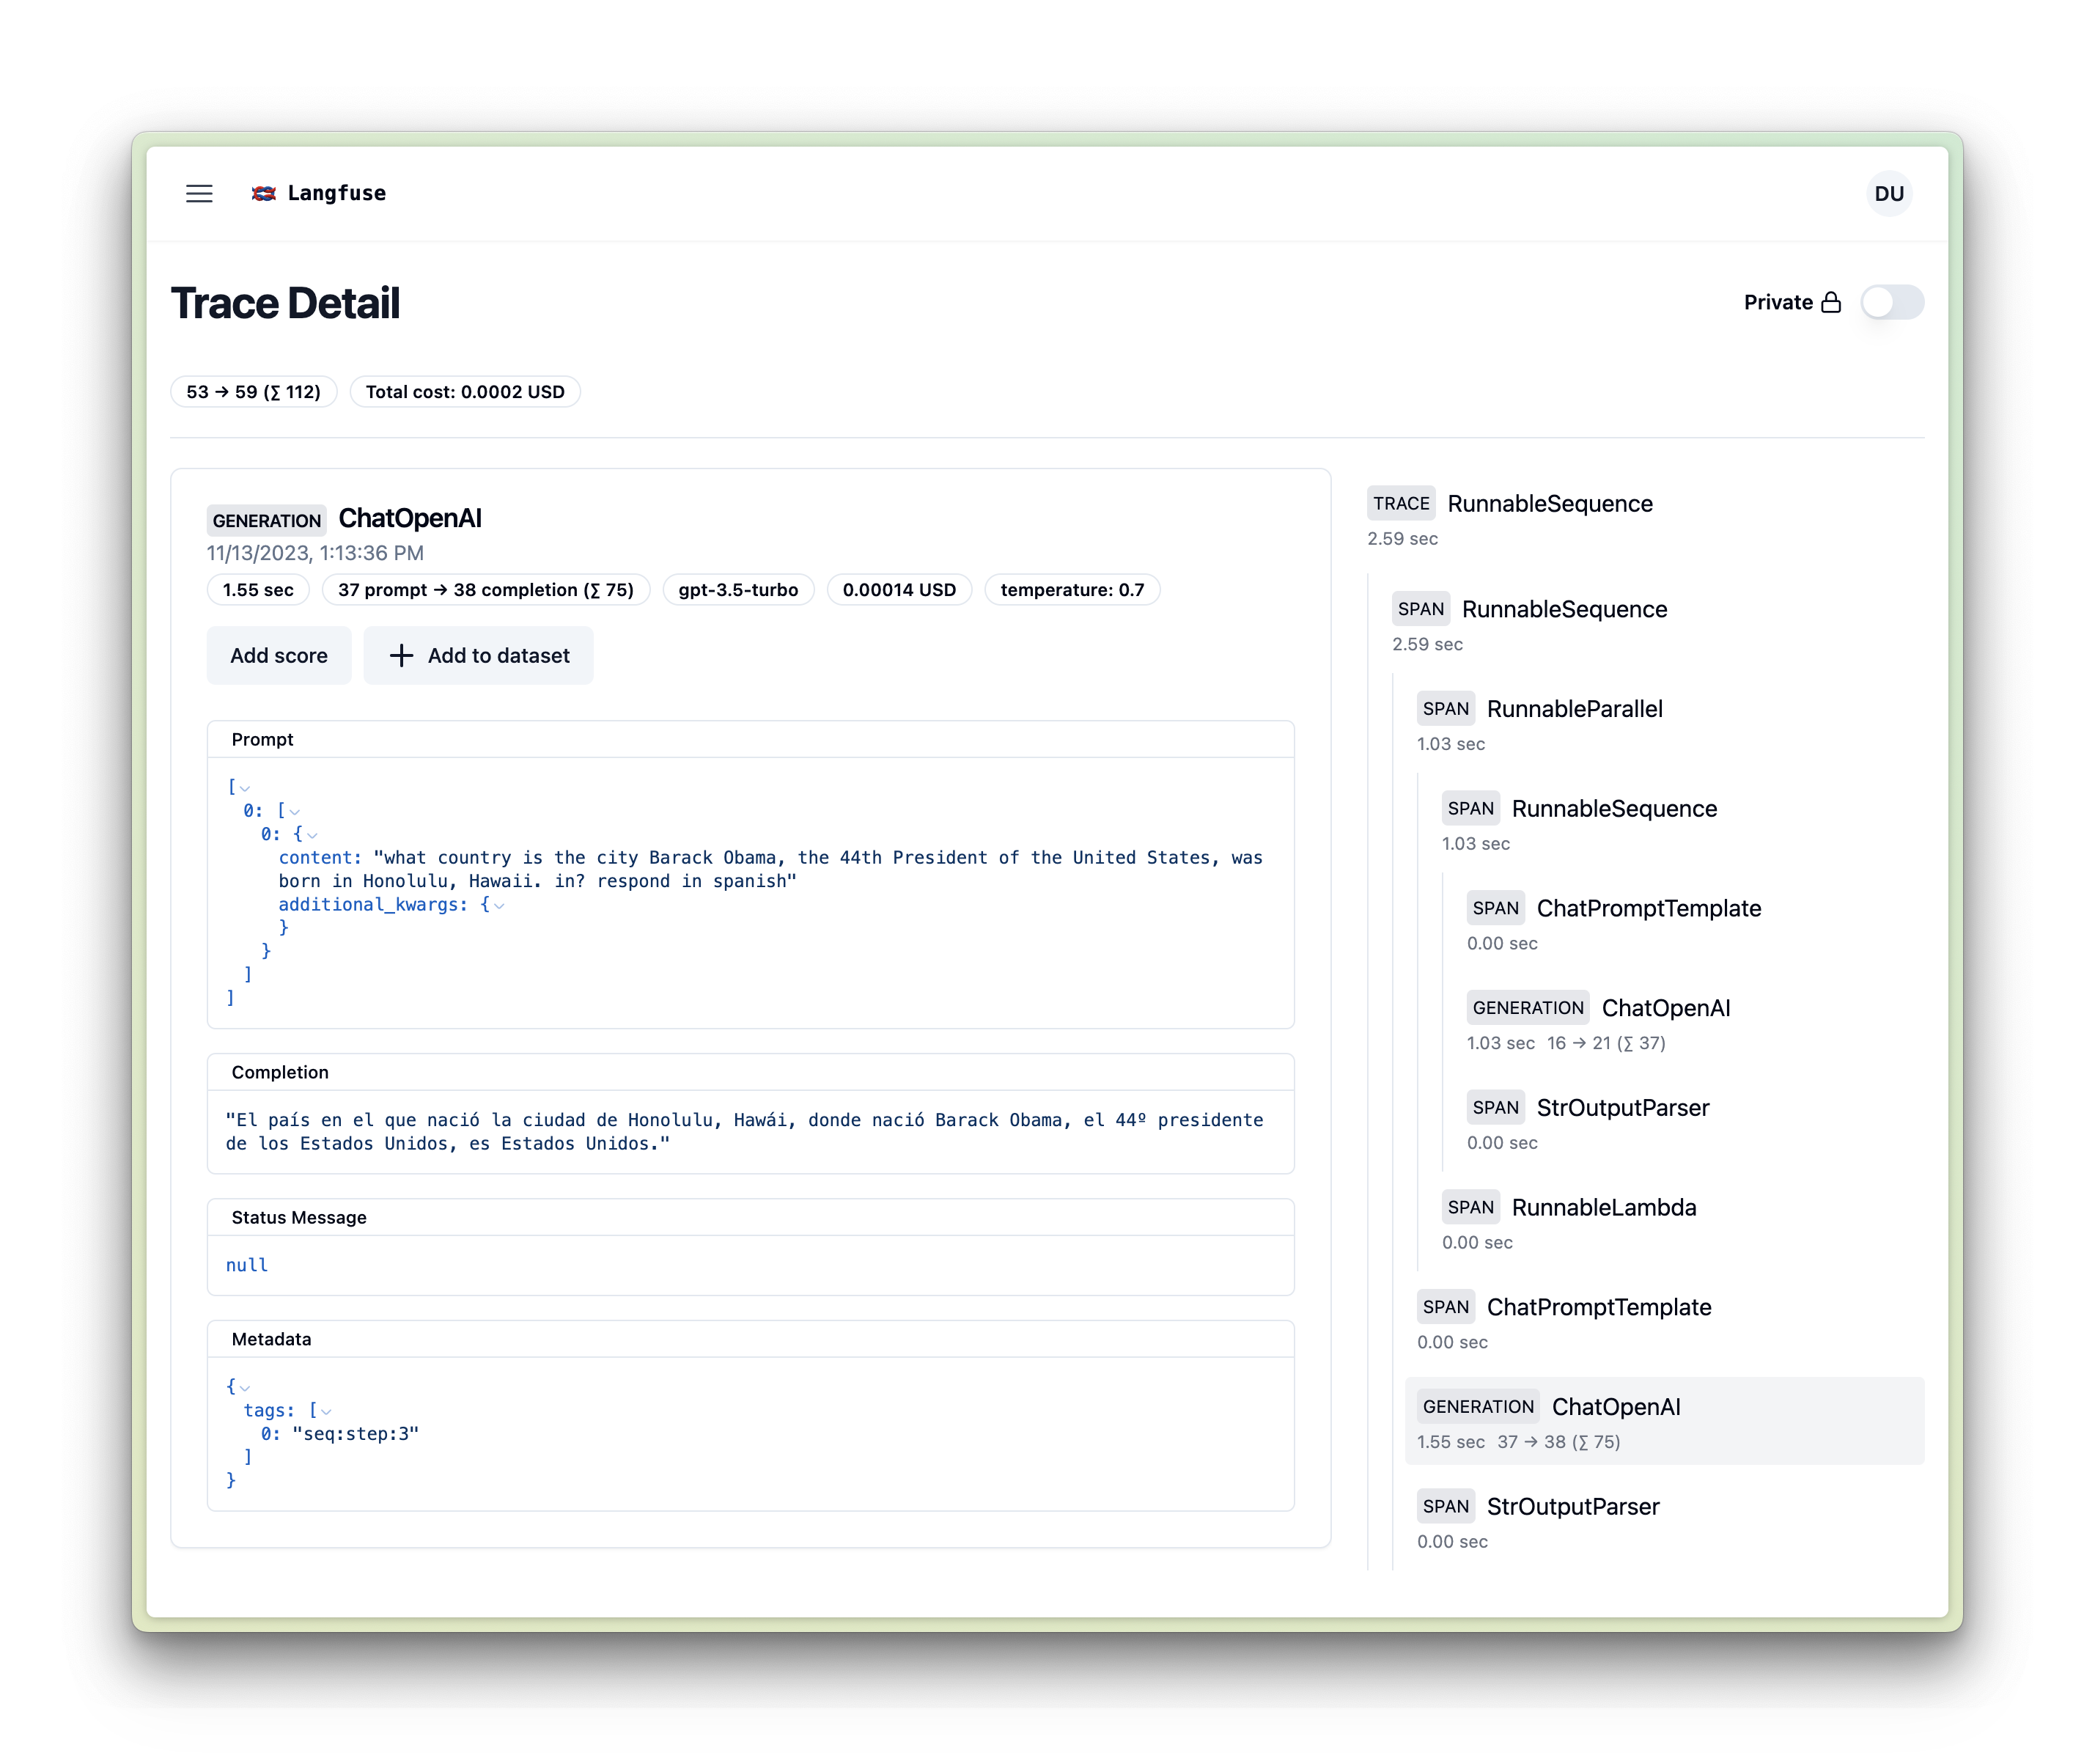 Langfuse
DU
Trace Detail
Private
53 → 59 (∑ 112)
Total cost: 0.0002 USD
GENERATION ChatOpenAI
11/13/2023, 1:13:36 PM
1.55 sec
37 prompt → 38 completion (∑ 75)
gpt-3.5-turbo
0.00014 USD
temperature: 0.7
Add score
+ Add to dataset
Prompt
[
0: [
0: {
content: "what country is the city Barack Obama, the 44th President of the United States, was
born in Honolulu, Hawaii. in? respond in spanish"
additional_kwargs: {
}
}
]
]
Completion
"El país en el que nació la ciudad de Honolulu, Hawái, donde nació Barack Obama, el 44º presidente
de los Estados Unidos, es Estados Unidos."
Status Message
null
Metadata
{
tags: [
0: "seq:step:3"
]
}
TRACE RunnableSequence
2.59 sec
SPAN RunnableSequence
2.59 sec
SPAN RunnableParallel
1.03 sec
SPAN RunnableSequence
1.03 sec
SPAN ChatPromptTemplate
0.00 sec
GENERATION ChatOpenAI
1.03 sec 16 → 21 (∑ 37)
SPAN StrOutputParser
0.00 sec
SPAN RunnableLambda
0.00 sec
SPAN ChatPromptTemplate
0.00 sec
GENERATION ChatOpenAI
1.55 sec 37 → 38 (∑ 75)
SPAN StrOutputParser
0.00 sec